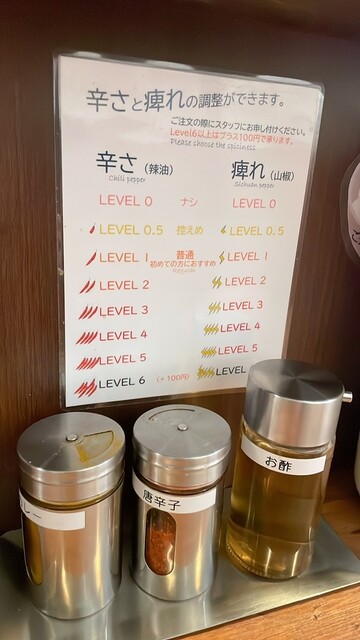 辛さと痺れの調整ができます。
ご注文の際にスタッフにお申し付けください。
Level6以上はプラス100円で承ります。
Please choose the spiciness
辛さ（辣油） 痺れ（山椒）
Chili pepper Sichuan pepper
LEVEL 0 ナシ LEVEL 0
LEVEL 0.5 控えめ LEVEL 0.5
LEVEL 1 普通 LEVEL 1
初めての方におすすめ
LEVEL 2 LEVEL 2
LEVEL 3 LEVEL 3
LEVEL 4 LEVEL 4
LEVEL 5 LEVEL 5
LEVEL 6 （+100円） LEVEL
レー
唐辛子
お酢